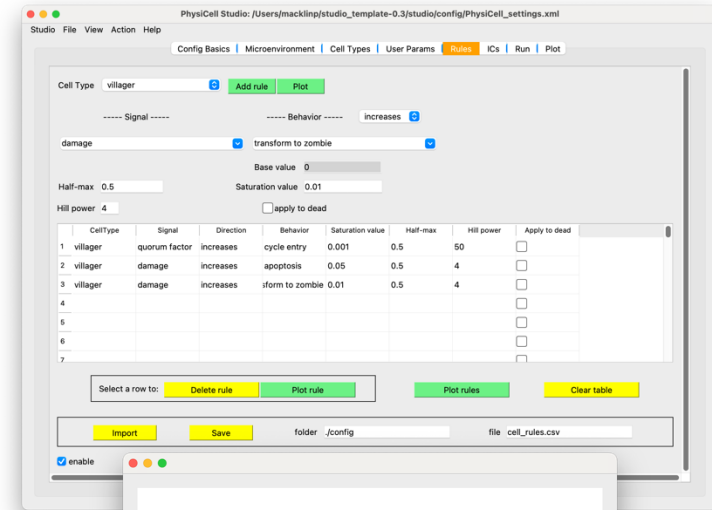 PhysiCell Studio: /Users/macklinp/studio_template-0.3/studio/config/PhysiCell_settings.xml
Studio File View Action Help
Config Basics | Microenvironment | Cell Types | User Params | Rules | ICs | Run | Plot
Cell Type villager Add rule Plot
----- Signal ----- ----- Behavior ----- increases
damage transform to zombie
Base value 0
Half-max 0.5 Saturation value 0.01
Hill power 4 apply to dead
CellType Signal Direction Behavior Saturation value Half-max Hill power Apply to dead
1 villager quorum factor increases cycle entry 0.001 0.5 50
2 villager damage increases apoptosis 0.05 0.5 4
3 villager damage increases sform to zombie 0.01 0.5 4
4
5
6
7
Select a row to: Delete rule Plot rule Plot rules Clear table
Import Save folder ./config file cell_rules.csv
enable